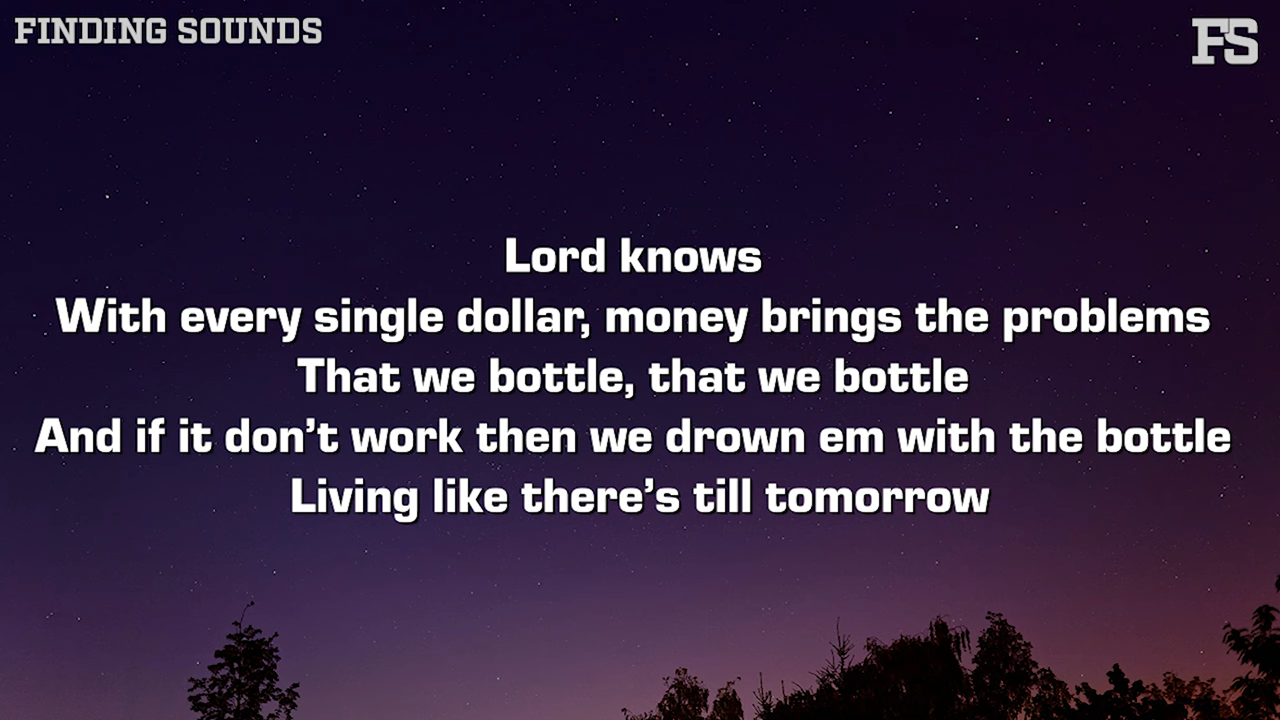 FINDING SOUNDS
FS
Lord knows
With every single dollar, money brings the problems
That we bottle, that we bottle
And if it don’t work then we drown em with the bottle
Living like there’s till tomorrow